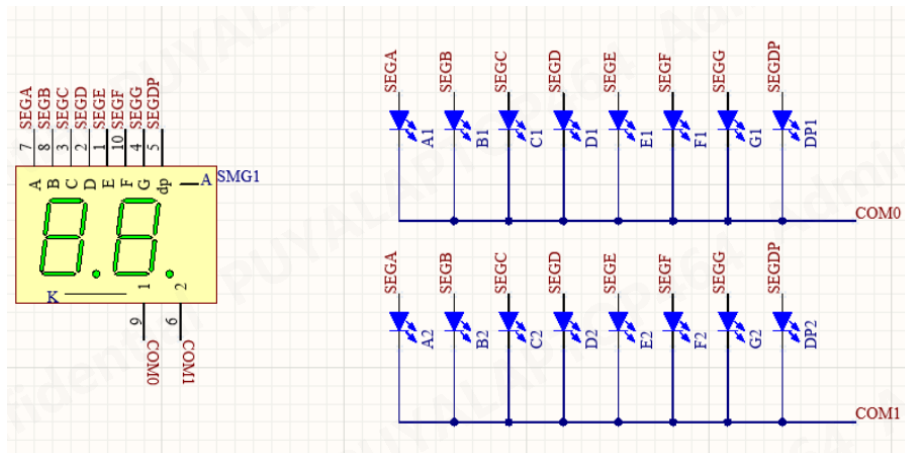 SEGA
SEGB
SEGC
SEGD
SEGE
SEGF
SEGG
SEGDP
7
8
3
2
1
10
4
5
A
B
C
D
E
F
G
dp
A
SMG1
K
1
2
9
6
COM0
COM1
SEGA
SEGB
SEGC
SEGD
SEGE
SEGF
SEGG
SEGDP
A1
B1
C1
D1
E1
F1
G1
DP1
COM0
SEGA
SEGB
SEGC
SEGD
SEGE
SEGF
SEGG
SEGDP
A2
B2
C2
D2
E2
F2
G2
DP2
COM1